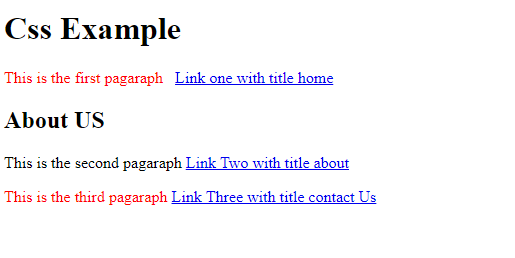 Css Example
This is the first pagaraph Link one with title home
About US
This is the second pagaraph Link Two with title about
This is the third pagaraph Link Three with title contact Us